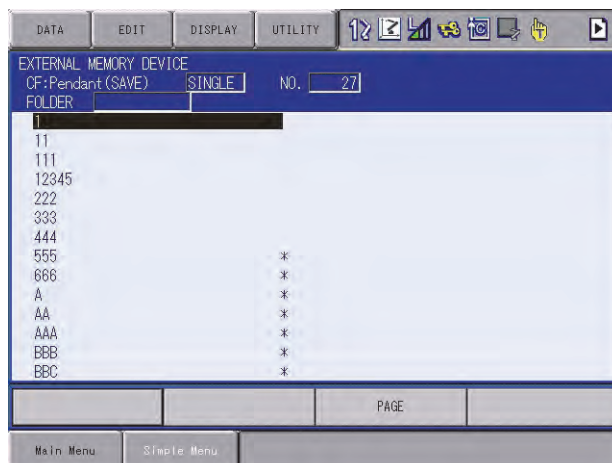 DATA EDIT DISPLAY UTILITY
EXTERNAL MEMORY DEVICE
CF:Pendant(SAVE) SINGLE NO. 27
FOLDER
1
11
111
12345
222
333
444
555 *
666 *
A *
AA *
AAA *
BBB *
BBC *
PAGE
Main Menu Simple Menu